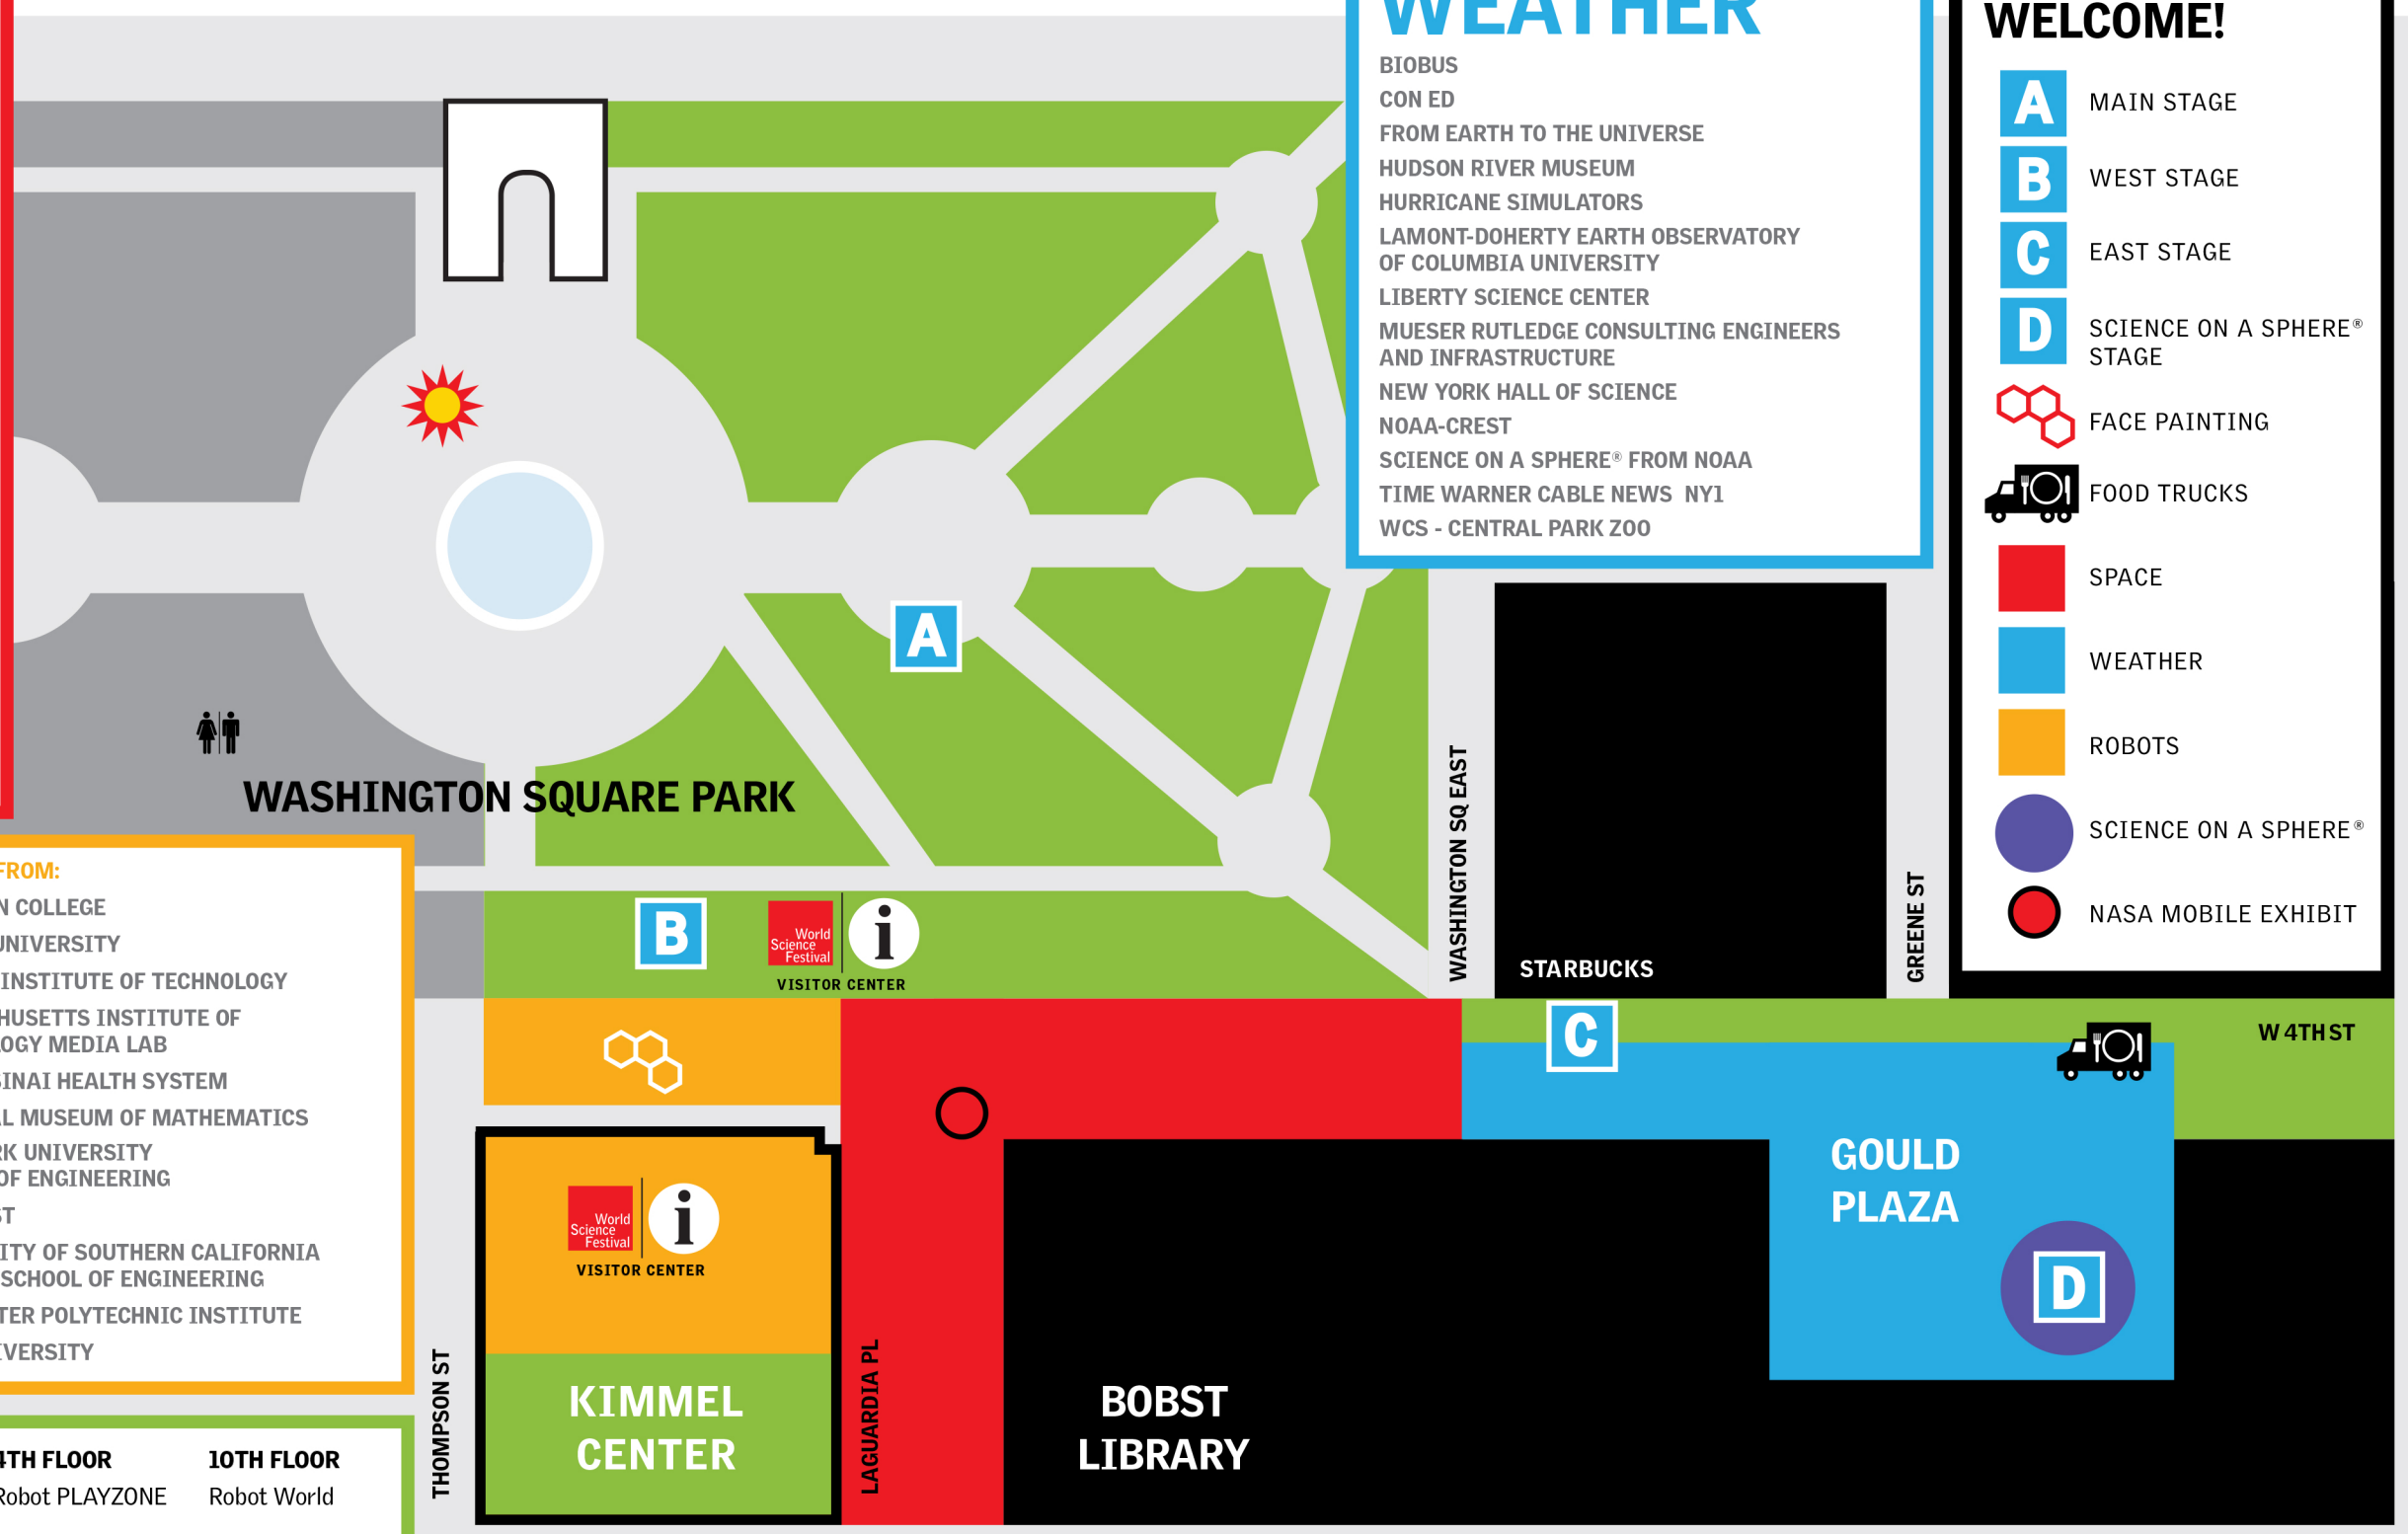 WEATHER
BIOBUS
CON ED
FROM EARTH TO THE UNIVERSE
HUDSON RIVER MUSEUM
HURRICANE SIMULATORS
LAMONT-DOHERTY EARTH OBSERVATORY
OF COLUMBIA UNIVERSITY
LIBERTY SCIENCE CENTER
MUESER RUTLEDGE CONSULTING ENGINEERS
AND INFRASTRUCTURE
NEW YORK HALL OF SCIENCE
NOAA-CREST
SCIENCE ON A SPHERE® FROM NOAA
TIME WARNER CABLE NEWS NY1
WCS - CENTRAL PARK ZOO
WELCOME!
A MAIN STAGE
B WEST STAGE
C EAST STAGE
D SCIENCE ON A SPHERE®
STAGE
FACE PAINTING
FOOD TRUCKS
SPACE
WEATHER
ROBOTS
SCIENCE ON A SPHERE®
NASA MOBILE EXHIBIT
A
WASHINGTON SQUARE PARK
WASHINGTON SQ EAST
STARBUCKS
GREENE ST
B
World
Science
Festival
i
VISITOR CENTER
C
W 4TH ST
GOULD
PLAZA
D
World
Science
Festival
i
VISITOR CENTER
KIMMEL
CENTER
THOMPSON ST
LAGUARDIA PL
BOBST
LIBRARY
FROM:
N COLLEGE
UNIVERSITY
INSTITUTE OF TECHNOLOGY
HUSETTS INSTITUTE OF
OGY MEDIA LAB
SINAI HEALTH SYSTEM
L MUSEUM OF MATHEMATICS
RK UNIVERSITY
OF ENGINEERING
ST
ITY OF SOUTHERN CALIFORNIA
SCHOOL OF ENGINEERING
TER POLYTECHNIC INSTITUTE
IVERSITY
4TH FLOOR
Robot PLAYZONE
10TH FLOOR
Robot World